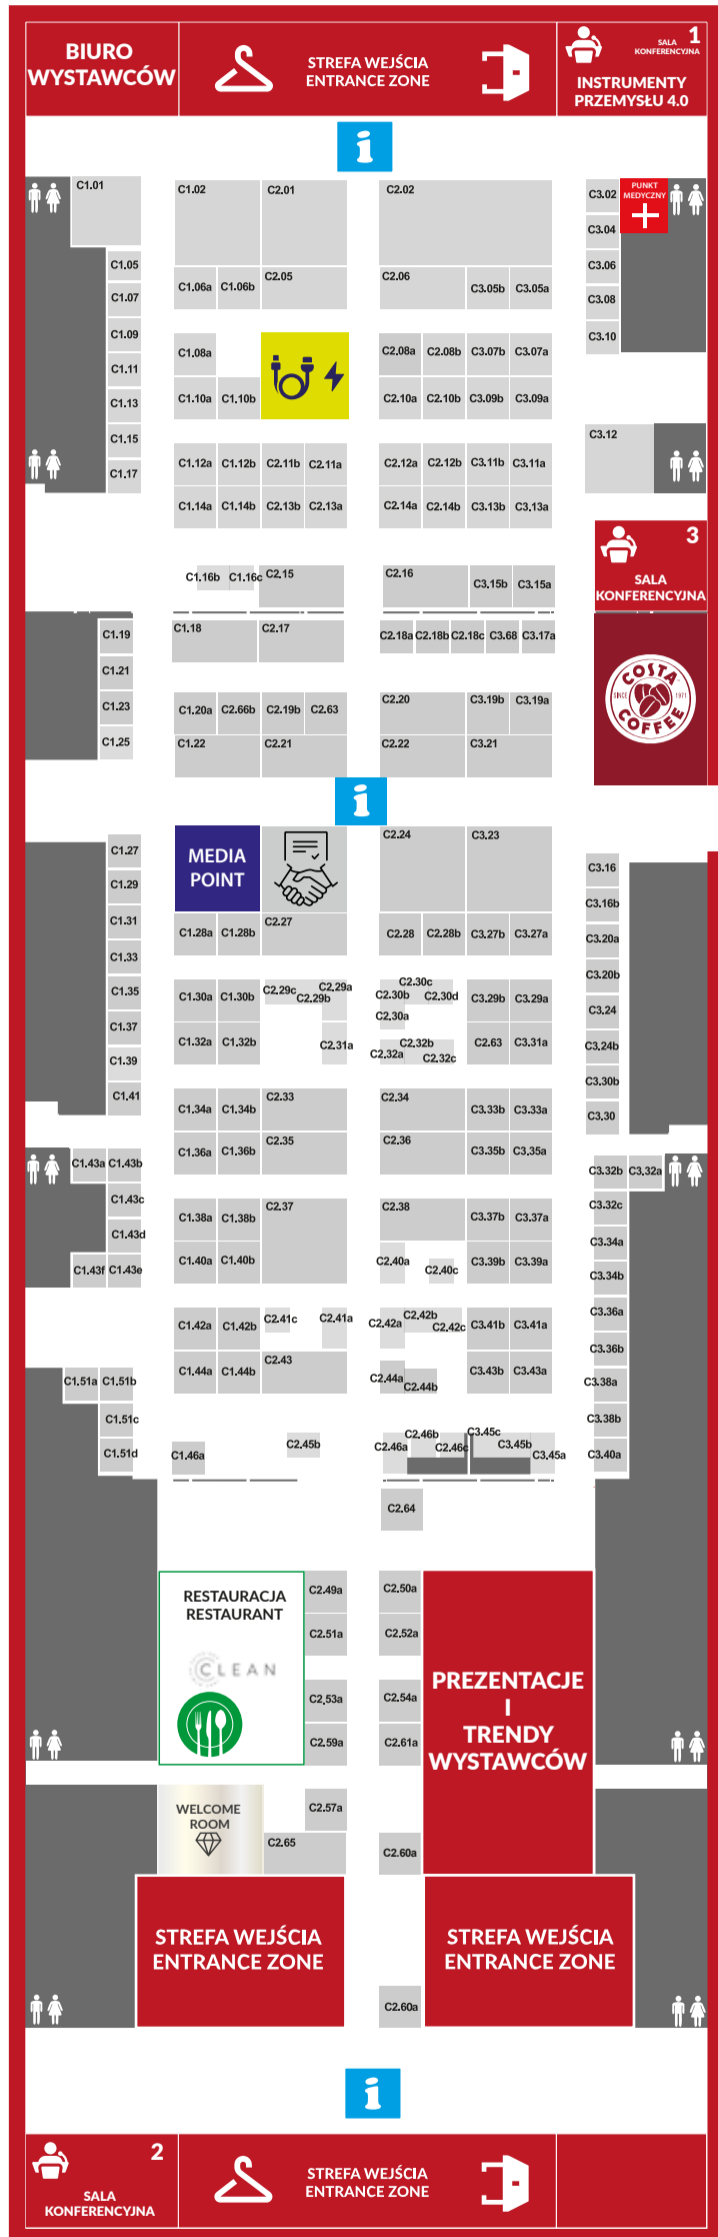 BIURO
WYSTAWCÓW
STREFA WEJŚCIA
ENTRANCE ZONE
SALA
KONFERENCYJNA
1
INSTRUMENTY
PRZEMYSŁU 4.0
i
C1.01
C1.02
C2.01
C2.02
C3.02
PUNKT
MEDYCZNY
C3.04
C1.05
C3.06
C1.06a C1.06b C2.05
C2.06
C3.05b C3.05a
C1.07
C3.08
C1.09
C3.10
C1.08a
C2.08a C2.08b C3.07b C3.07a
C1.11
C1.13
C1.10a C1.10b
C2.10a C2.10b C3.09b C3.09a
C1.15
C3.12
C1.17
C1.12a C1.12b C2.11b C2.11a
C2.12a C2.12b C3.11b C3.11a
C1.14a C1.14b C2.13b C2.13a
C2.14a C2.14b C3.13b C3.13a
3
SALA
KONFERENCYJNA
C1.16b C1.16c C2.15
C2.16
C3.15b C3.15a
C1.18
C2.17
C2.18a C2.18b C2.18c C3.68 C3.17a
C1.19
C1.21
C1.23
C1.25
COSTA
SINCE 1971
COFFEE
C1.20a C2.66b C2.19b C2.63
C2.20
C3.19b C3.19a
C1.22
C2.21
C2.22
C3.21
i
MEDIA
POINT
C2.24
C3.23
C1.27
C1.29
C1.31
C1.33
C1.35
C1.37
C1.39
C1.41
C3.16
C3.16b
C3.20a
C3.20b
C3.24
C3.24b
C3.30b
C3.30
C1.28a C1.28b C2.27
C2.28 C2.28b C3.27b C3.27a
C1.30a C1.30b C2.29c C2.29b C2.29a
C2.30b C2.30c C2.30d C3.29b C3.29a
C2.30a
C1.32a C1.32b C2.31a
C2.32a C2.32b C2.32c C2.63 C3.31a
C1.34a C1.34b C2.33
C2.34
C3.33b C3.33a
C1.36a C1.36b C2.35
C2.36
C3.35b C3.35a
C1.43a C1.43b
C1.43c
C1.43d
C1.43f C1.43e
C3.32b C3.32a
C3.32c
C3.34a
C3.34b
C3.36a
C3.36b
C3.38a
C3.38b
C3.40a
C1.38a C1.38b C2.37
C2.38
C3.37b C3.37a
C1.40a C1.40b
C2.40a C2.40c C3.39b C3.39a
C1.42a C1.42b C2.41c C2.41a
C2.42a C2.42b C2.42c C3.41b C3.41a
C1.44a C1.44b C2.43
C2.44a C2.44b C3.43b C3.43a
C1.51a C1.51b
C1.51c
C1.51d
C1.46a
C2.45b
C2.46a C2.46b C2.46c C3.45c C3.45b C3.45a
C2.64
RESTAURACJA
RESTAURANT
CLEAN
C2.49a
C2.51a
C2.53a
C2.59a
C2.50a
C2.52a
C2.54a
C2.61a
PREZENTACJE
I
TRENDY
WYSTAWCÓW
WELCOME
ROOM
C2.57a
C2.65
C2.60a
STREFA WEJŚCIA
ENTRANCE ZONE
STREFA WEJŚCIA
ENTRANCE ZONE
C2.60a
i
2
SALA
KONFERENCYJNA
STREFA WEJŚCIA
ENTRANCE ZONE